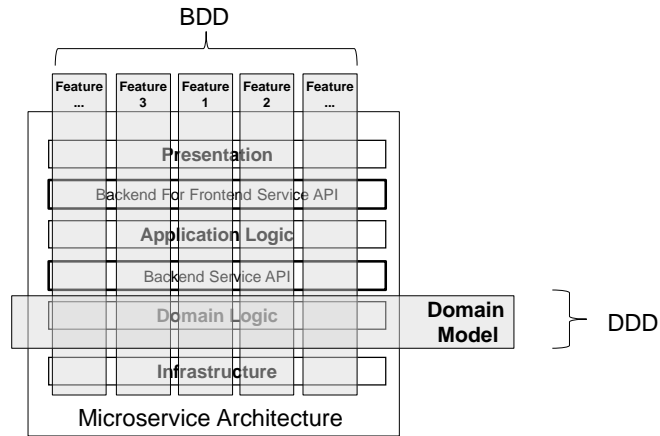 BDD
Feature
...
Feature
3
Feature
1
Feature
2
Feature
...
Presentation
Backend For Frontend Service API
Application Logic
Backend Service API
Domain Logic
Domain
Model
DDD
Infrastructure
Microservice Architecture